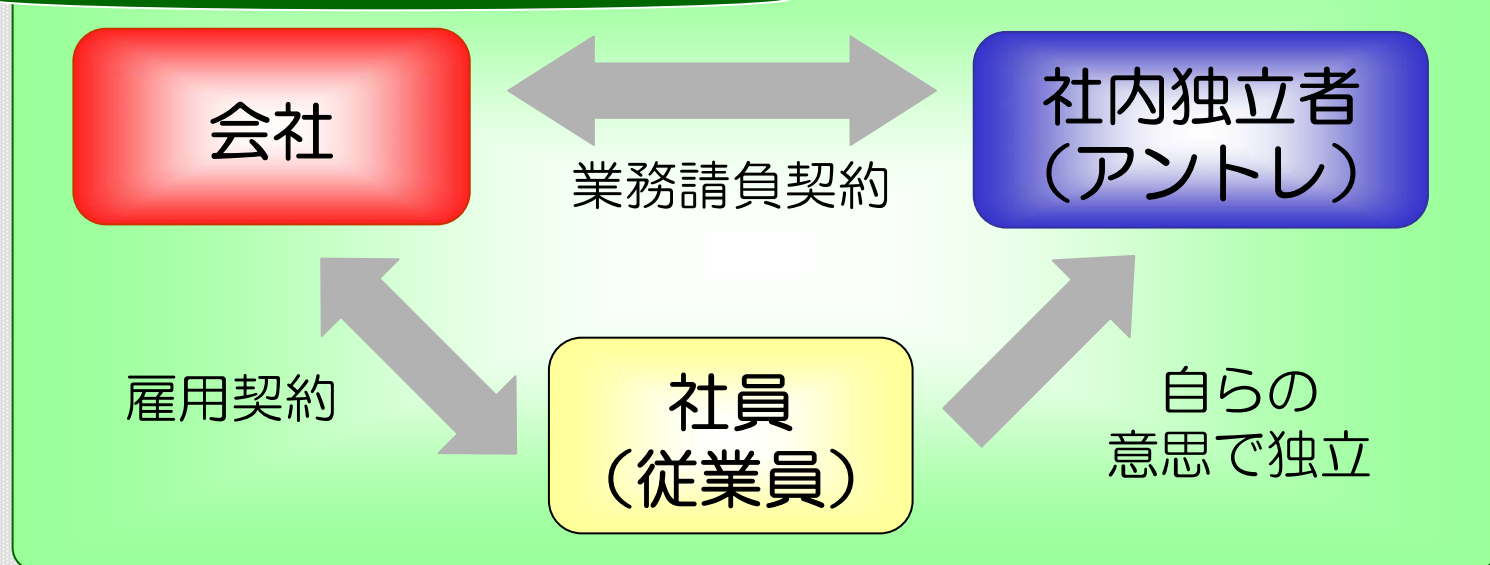 会社
社内独立者
（アントレ）
業務請負契約
雇用契約
社員
（従業員）
自らの
意思で独立